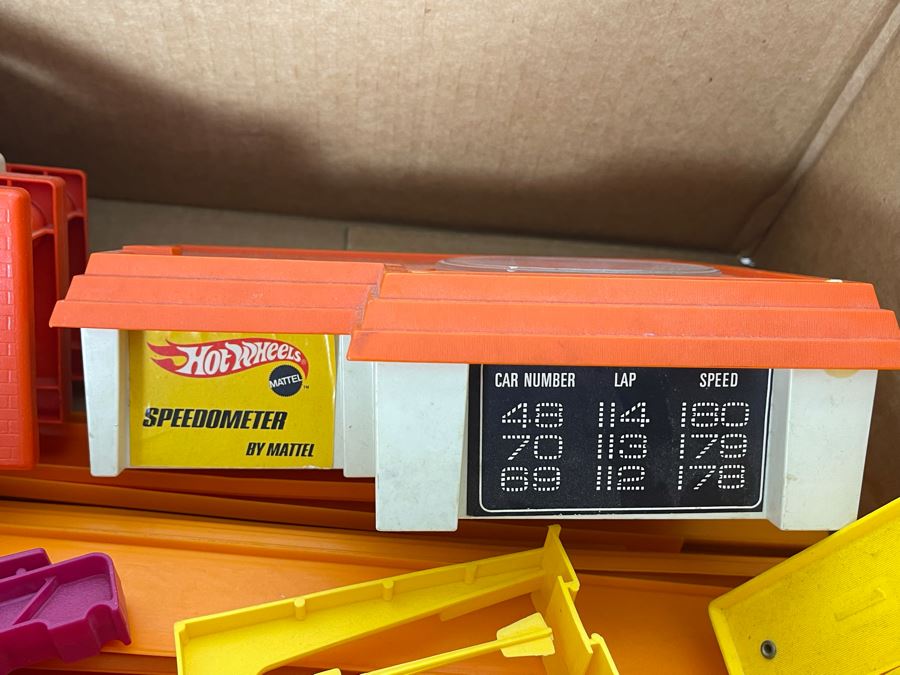 Hot Wheels
MATTEL
TM
SPEEDOMETER
BY MATTEL
CAR NUMBER LAP SPEED
48 114 180
70 113 179
69 112 178